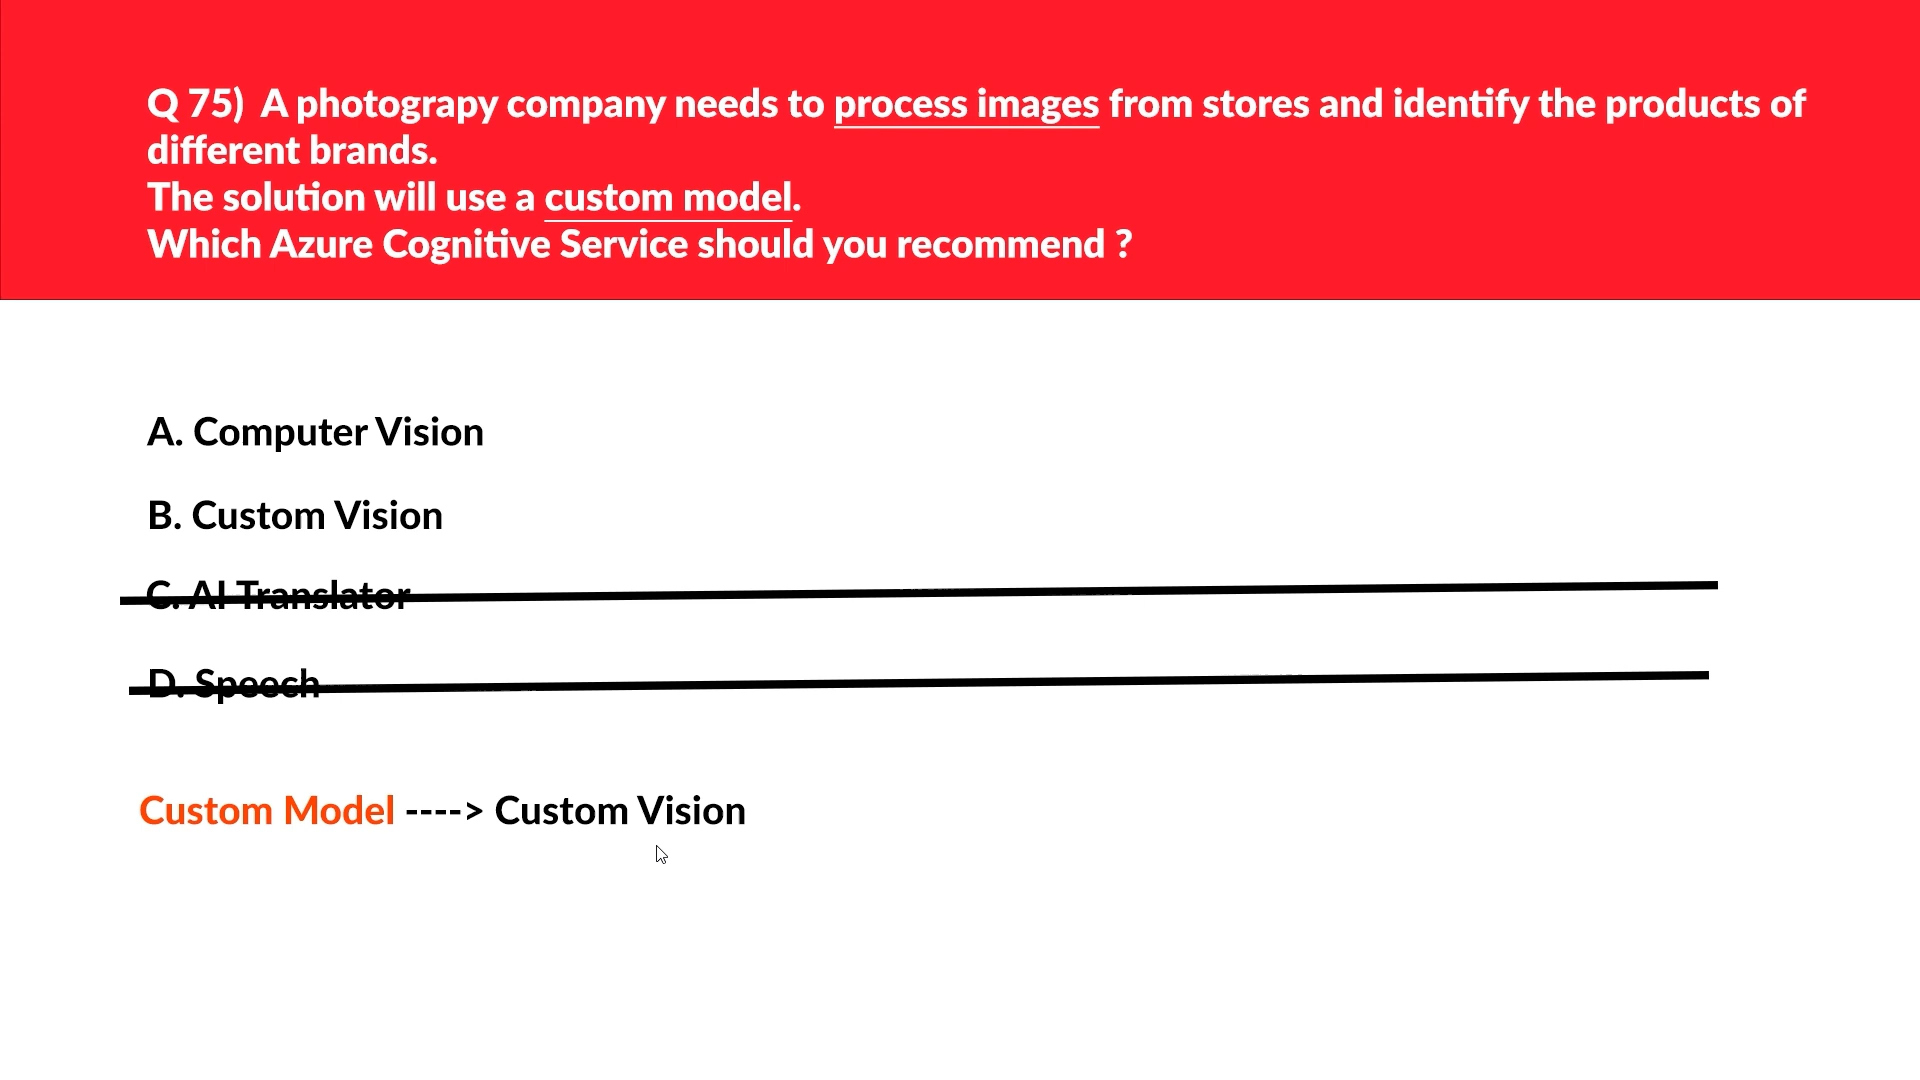 Q 75) A photograpy company needs to process images from stores and identify the products of
different brands.
The solution will use a custom model.
Which Azure Cognitive Service should you recommend ?
A. Computer Vision
B. Custom Vision
C. AI Translator
D. Speech
Custom Model ----> Custom Vision